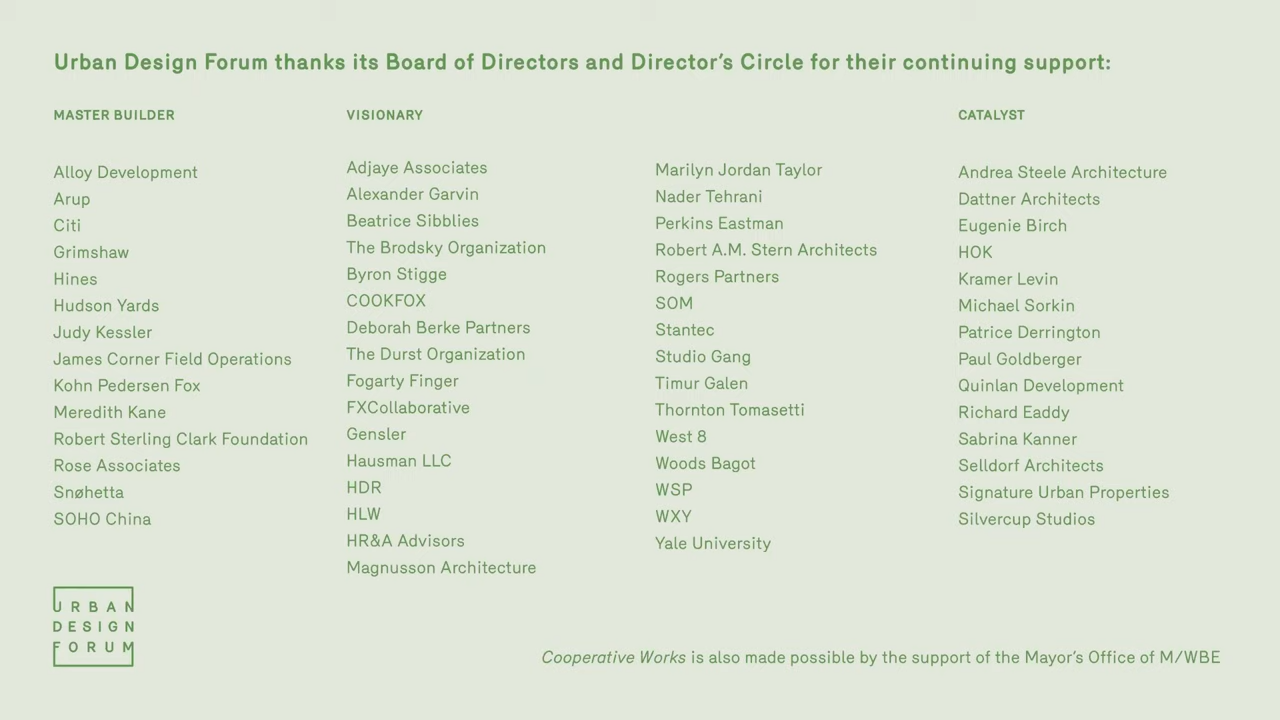 Urban Design Forum thanks its Board of Directors and Director's Circle for their continuing support:
MASTER BUILDER
Alloy Development
Arup
Citi
Grimshaw
Hines
Hudson Yards
Judy Kessler
James Corner Field Operations
Kohn Pedersen Fox
Meredith Kane
Robert Sterling Clark Foundation
Rose Associates
Snøhetta
SOHO China
VISIONARY
Adjaye Associates
Alexander Garvin
Beatrice Sibblies
The Brodsky Organization
Byron Stigge
COOKFOX
Deborah Berke Partners
The Durst Organization
Fogarty Finger
FXCollaborative
Gensler
Hausman LLC
HDR
HLW
HR&A Advisors
Magnusson Architecture
Marilyn Jordan Taylor
Nader Tehrani
Perkins Eastman
Robert A.M. Stern Architects
Rogers Partners
SOM
Stantec
Studio Gang
Timur Galen
Thornton Tomasetti
West 8
Woods Bagot
WSP
WXY
Yale University
CATALYST
Andrea Steele Architecture
Dattner Architects
Eugenie Birch
HOK
Kramer Levin
Michael Sorkin
Patrice Derrington
Paul Goldberger
Quinlan Development
Richard Eaddy
Sabrina Kanner
Selldorf Architects
Signature Urban Properties
Silvercup Studios
URBAN
DESIGN
FORUM
Cooperative Works is also made possible by the support of the Mayor's Office of M/WBE